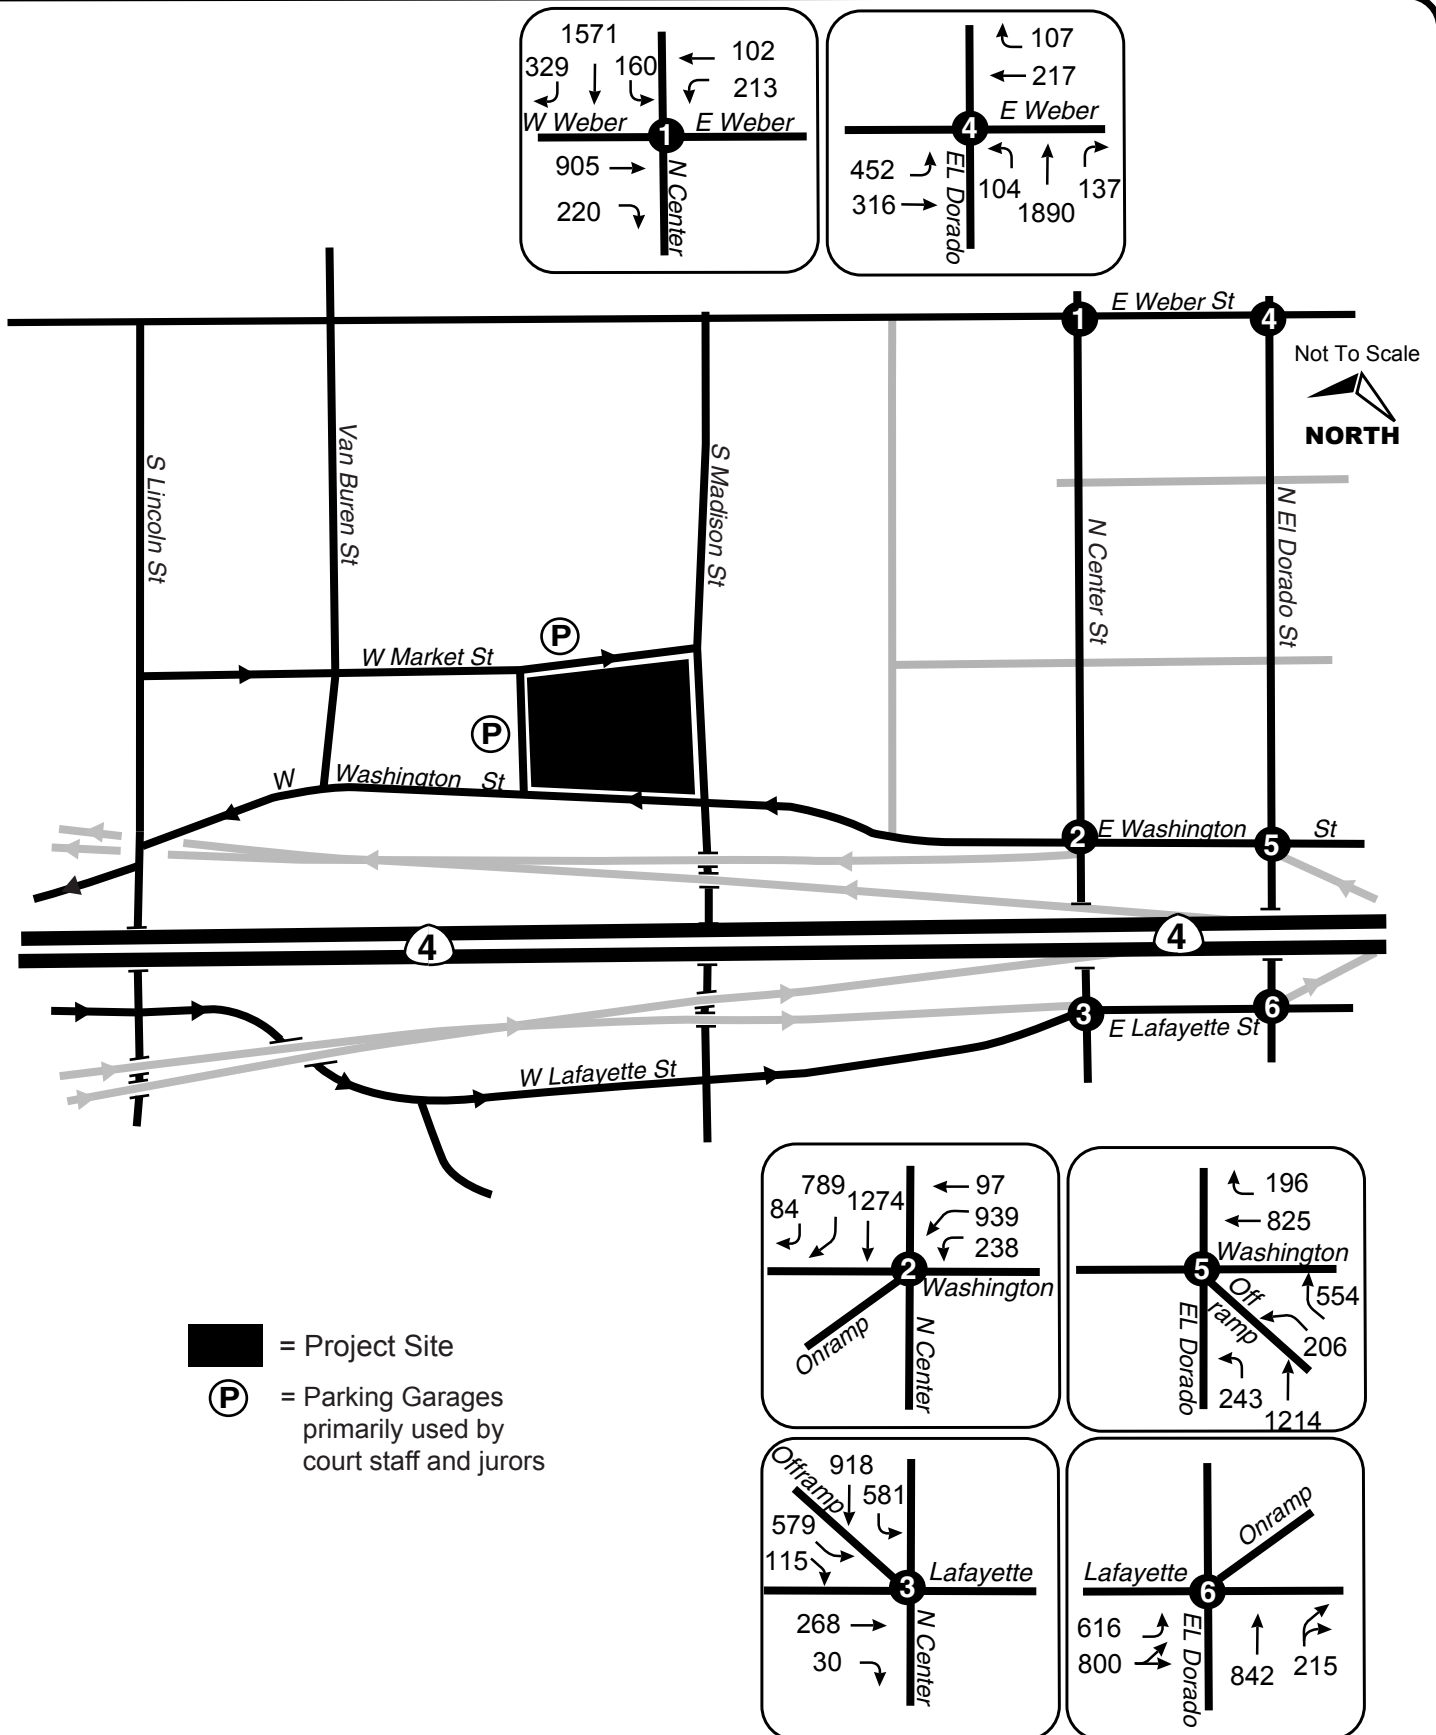 1571
329
160
102
213
W Weber
E Weber
1
905
220
N Center
107
217
E Weber
4
452
316
EL Dorado
104
1890
137
E Weber St
1
4
Not To Scale
NORTH
S Lincoln St
Van Buren St
S Madison St
N Center St
N El Dorado St
P
W Market St
P
W Washington St
2
E Washington St
5
4
4
3
6
E Lafayette St
W Lafayette St
84
789
1274
97
939
238
2
Washington
Onramp
N Center
196
825
Washington
5
Off
ramp
EL Dorado
554
206
243
1214
= Project Site
P = Parking Garages
primarily used by
court staff and jurors
Offramp
918
581
579
115
3
Lafayette
268
30
N Center
Onramp
Lafayette
6
616
800
EL Dorado
842
215